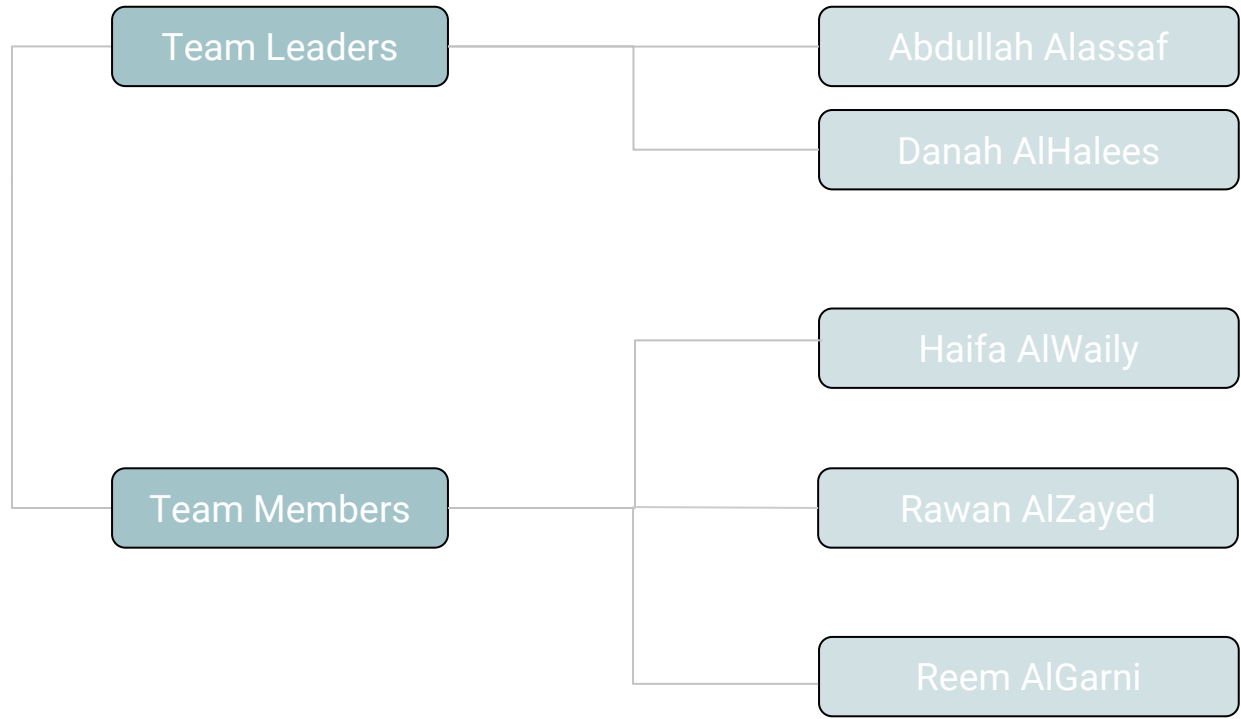 Team Leaders
Abdullah Alassaf
Danah AlHalees
Haifa AlWaily
Team Members
Rawan AlZayed
Reem AlGarni